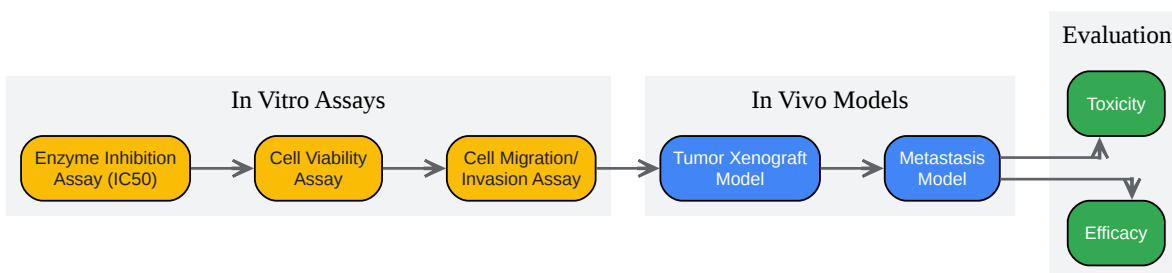 In Vitro Assays
Enzyme Inhibition
Assay (IC50)
Cell Viability
Assay
Cell Migration/
Invasion Assay
In Vivo Models
Tumor Xenograft
Model
Metastasis
Model
Evaluation
Toxicity
Efficacy